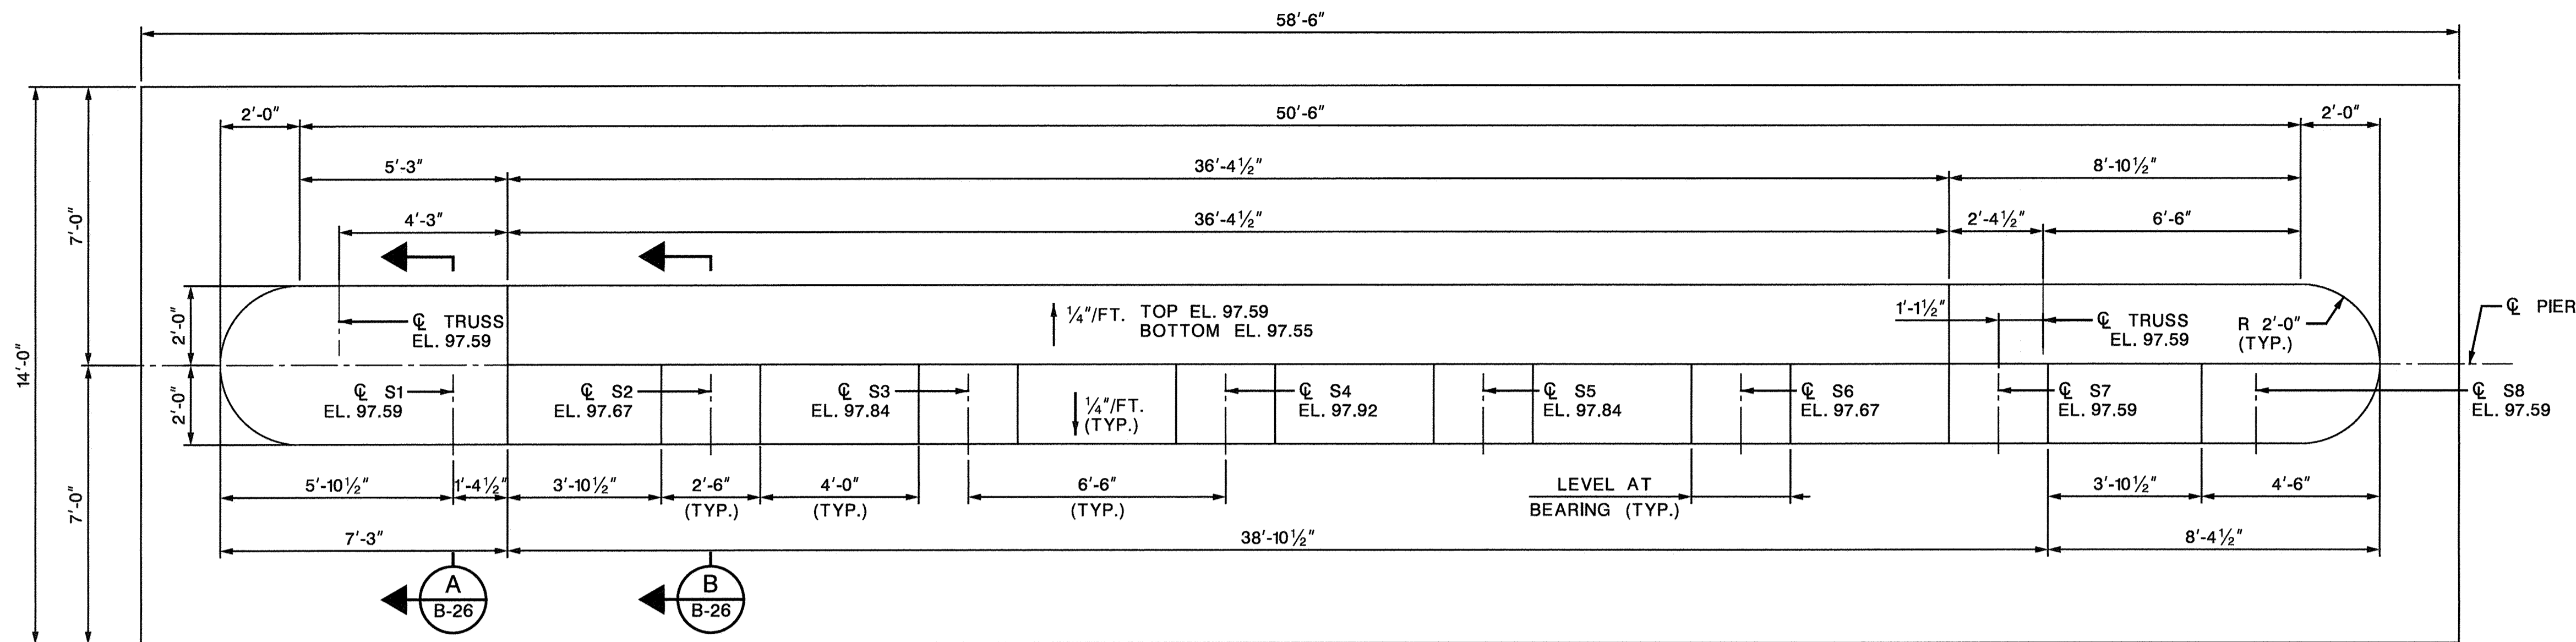 58'-6"
2'-0"
50'-6"
2'-0"
5'-3"
36'-4½"
8'-10½"
4'-3"
36'-4½"
2'-4½"
6'-6"
7'-0"
14'-0"
2'-0"
2'-0"
7'-0"
℄ TRUSS
EL. 97.59
¼"/FT. TOP EL. 97.59
BOTTOM EL. 97.55
1'-1½"
℄ TRUSS
EL. 97.59
R 2'-0"
(TYP.)
℄ PIER
℄ S1
EL. 97.59
℄ S2
EL. 97.67
℄ S3
EL. 97.84
¼"/FT.
(TYP.)
℄ S4
EL. 97.92
℄ S5
EL. 97.84
℄ S6
EL. 97.67
℄ S7
EL. 97.59
℄ S8
EL. 97.59
5'-10½"
1'-4½"
3'-10½"
2'-6"
(TYP.)
4'-0"
(TYP.)
6'-6"
(TYP.)
LEVEL AT
BEARING (TYP.)
3'-10½"
4'-6"
7'-3"
38'-10½"
8'-4½"
A
B-26
B
B-26